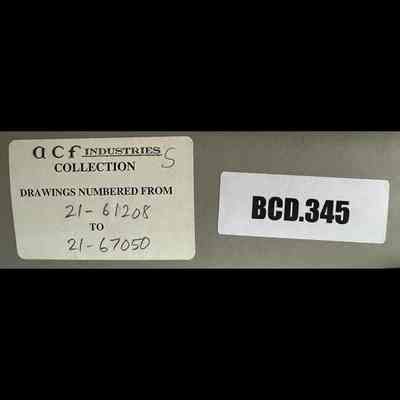 acf INDUSTRIES S
COLLECTION
DRAWINGS NUMBERED FROM
21-61208
TO
21-67050
BCD.345